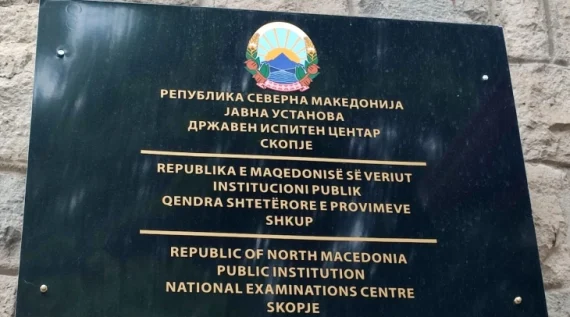 РЕПУБЛИКА СЕВЕРНА МАКЕДОНИЈА
ЈАВНА УСТАНОВА
ДРЖАВЕН ИСПИТЕН ЦЕНТАР
СКОПЈЕ
REPUBLIKA E MAQEDONISË SË VERIUT
INSTITUCIONI PUBLIK
QENDRA SHTETËRORE E PROVIMEVE
SHKUP
REPUBLIC OF NORTH MACEDONIA
PUBLIC INSTITUTION
NATIONAL EXAMINATIONS CENTRE
SKOPJE